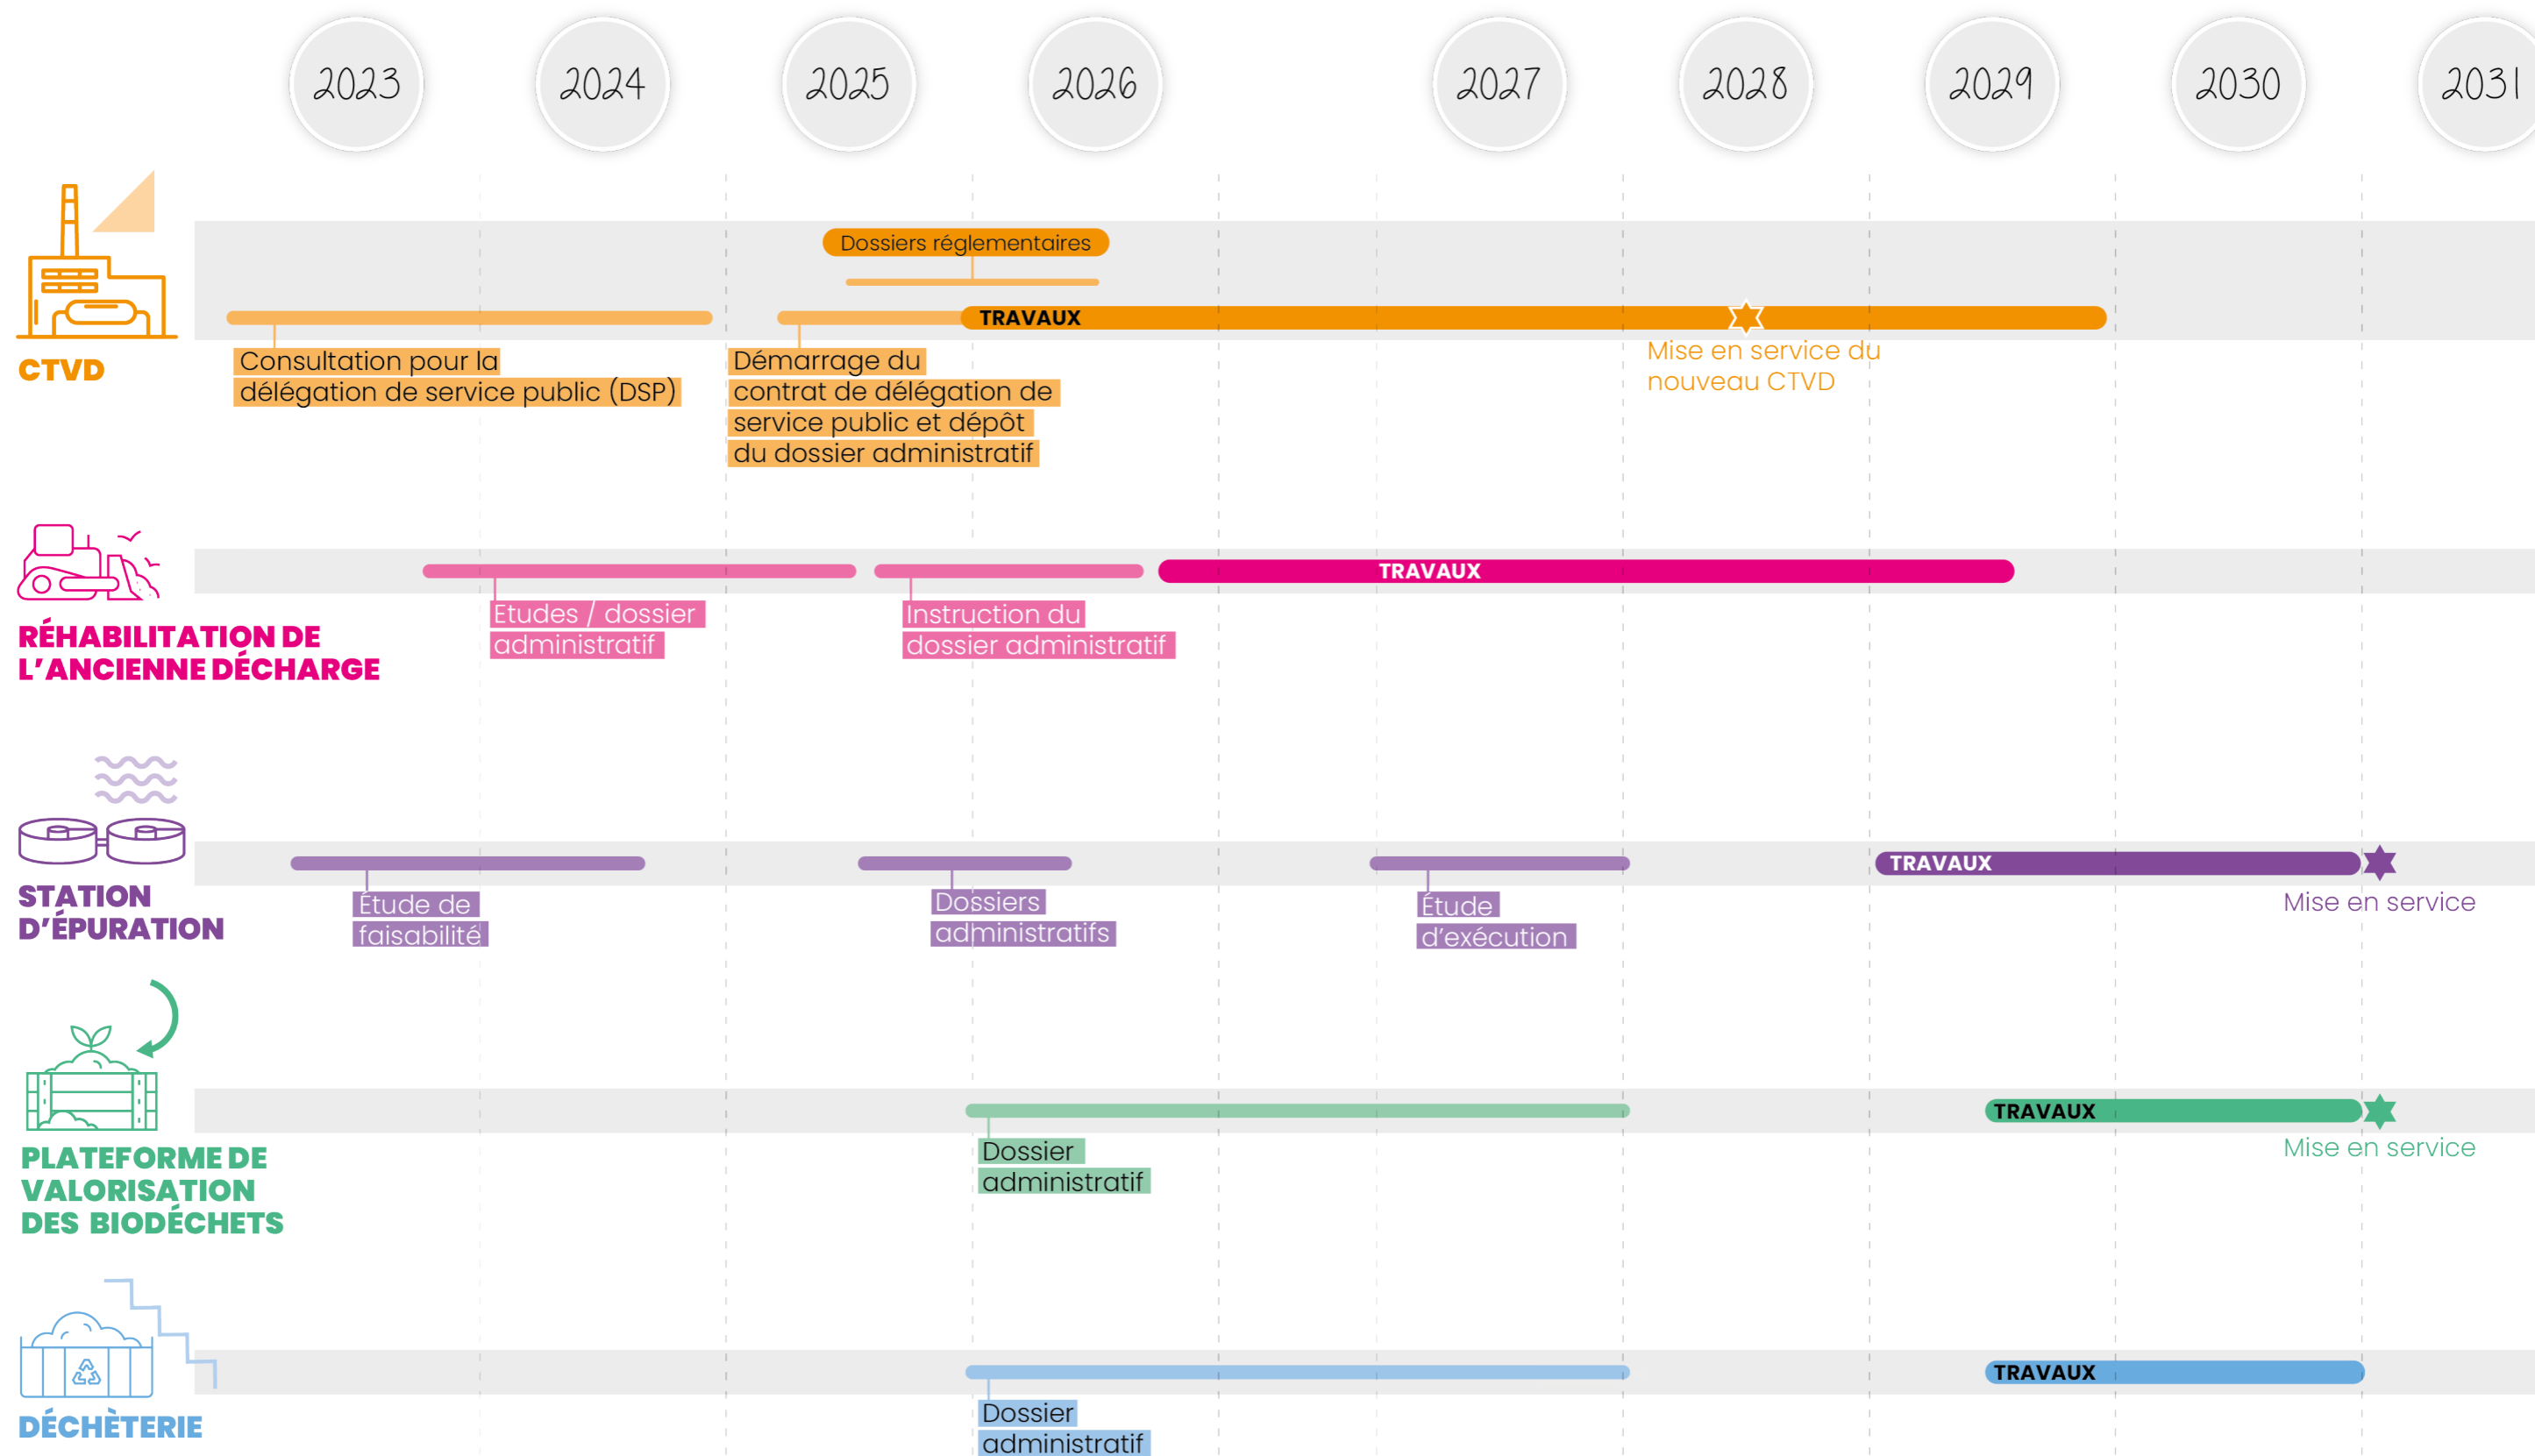 2023
2024
2025
2026
2027
2028
2029
2030
2031
Dossiers réglementaires
TRAVAUX
CTVD
Consultation pour la
délégation de service public (DSP)
Démarrage du
contrat de délégation de
service public et dépôt
du dossier administratif
Mise en service du
nouveau CTVD
TRAVAUX
RÉHABILITATION DE
L'ANCIENNE DÉCHARGE
Etudes / dossier
administratif
Instruction du
dossier administratif
TRAVAUX
STATION
D'ÉPURATION
Étude de
faisabilité
Dossiers
administratifs
Étude
d'exécution
Mise en service
TRAVAUX
PLATEFORME DE
VALORISATION
DES BIODÉCHETS
Dossier
administratif
Mise en service
TRAVAUX
DÉCHÈTERIE
Dossier
administratif